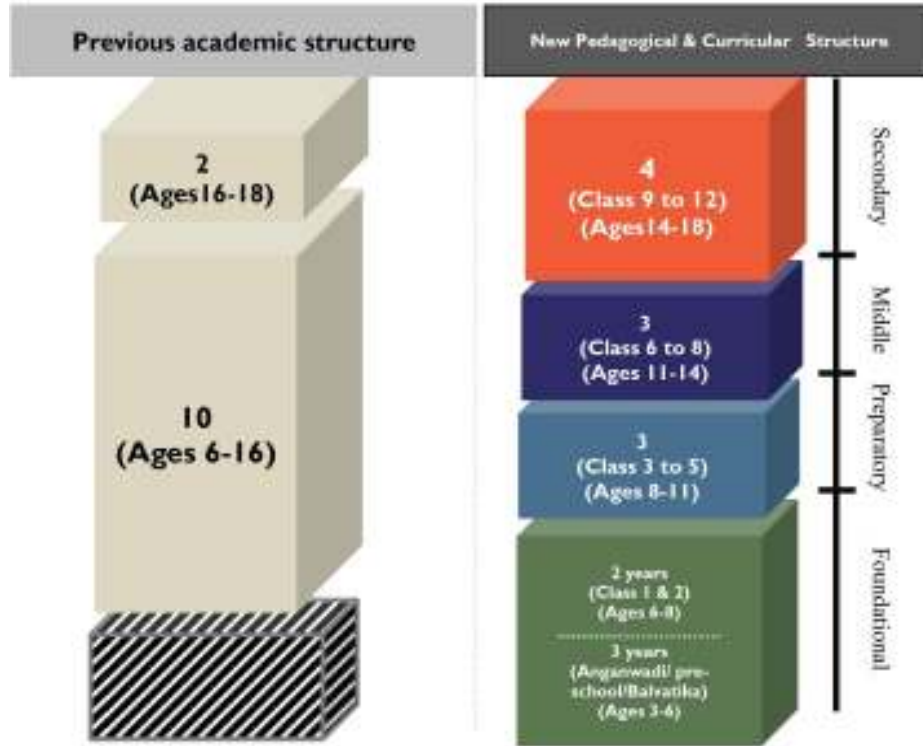 Previous academic structure
2
(Ages16-18)
10
(Ages 6-16)
New Pedagogical & Curricular Structure
4
(Class 9 to 12)
(Ages14-18)
3
(Class 6 to 8)
(Ages 11-14)
3
(Class 3 to 5)
(Ages 8-11)
2 years
(Class 1 & 2)
(Ages 6-8)
3 years
(Anganwadi/ pre-
school/Balvatika)
(Ages 3-6)
Secondary
Middle
Preparatory
Foundational